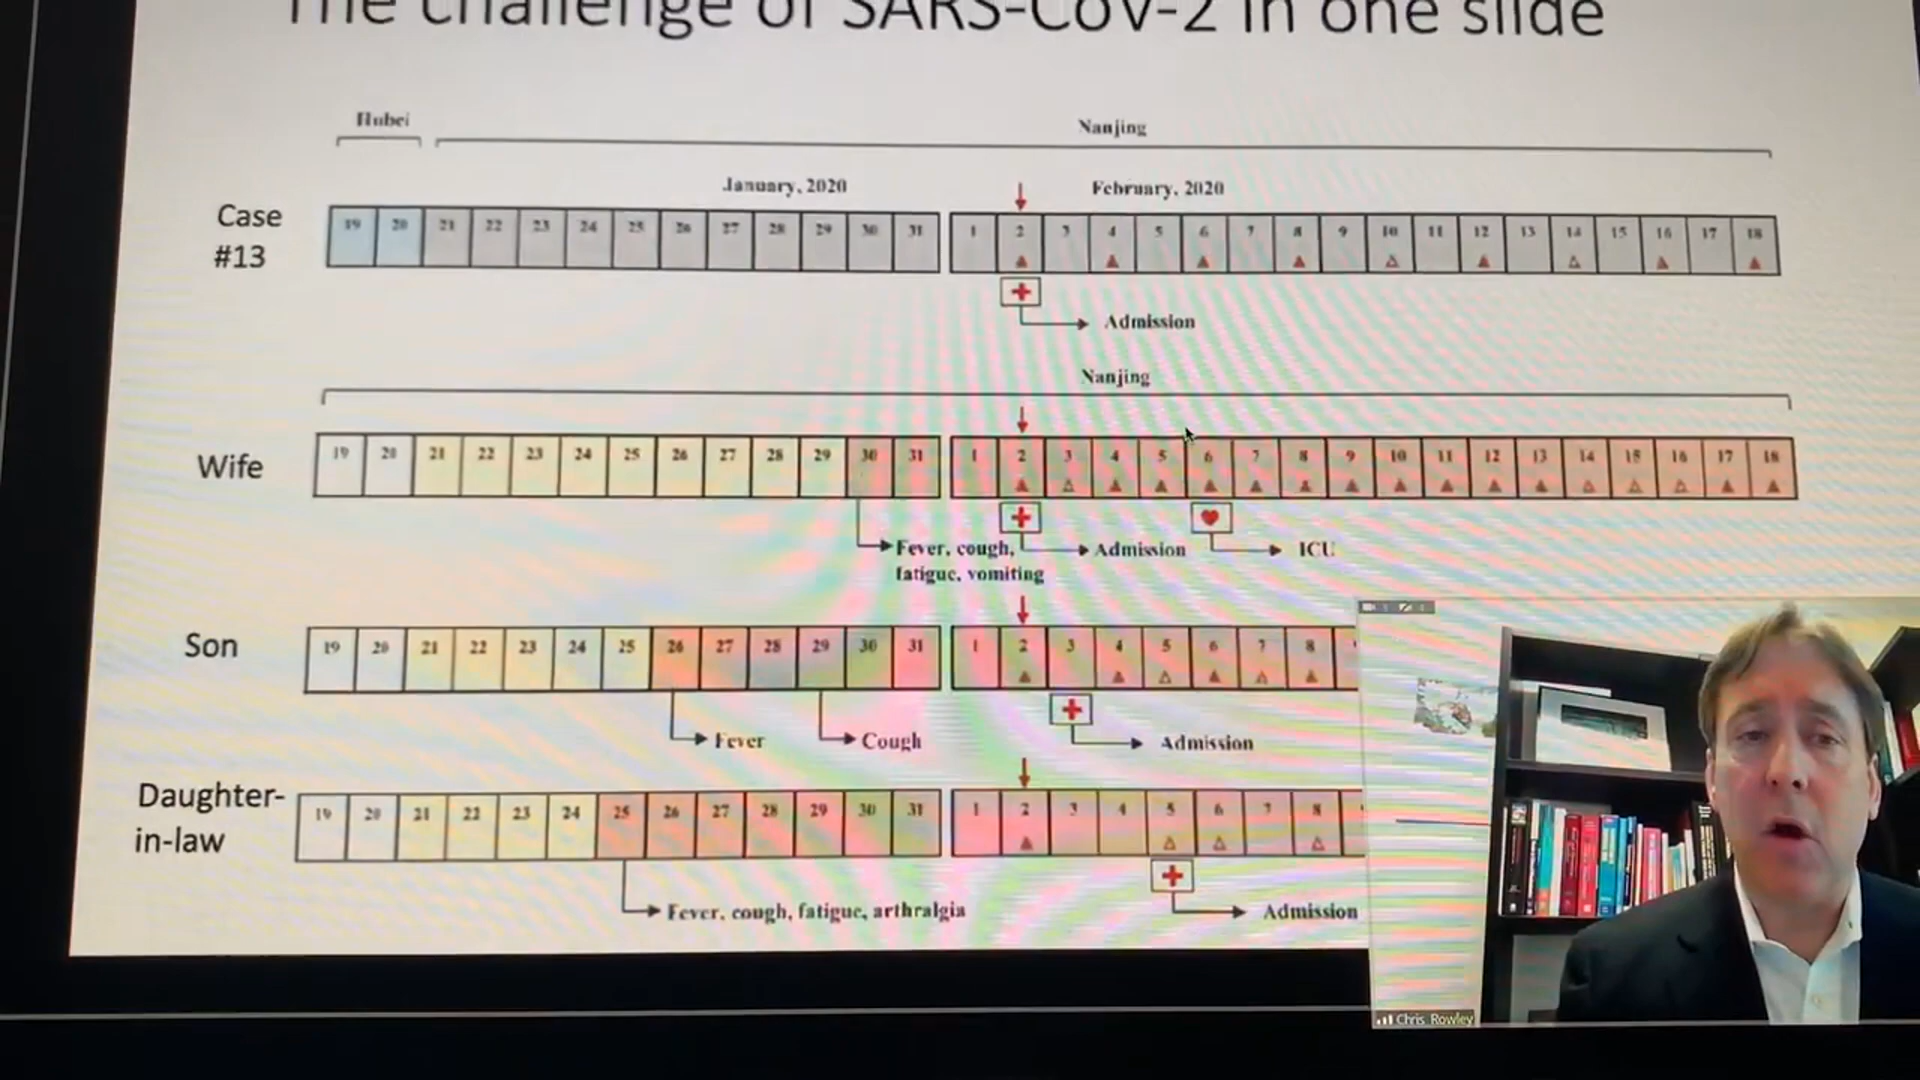 The challenge of SARS-CoV-2 in one slide
Hubei
Nanjing
January, 2020
February, 2020
Case
#13
19 20 21 22 23 24 25 26 27 28 29 30 31 1 2 3 4 5 6 7 8 9 10 11 12 13 14 15 16 17 18
Admission
Nanjing
Wife
19 20 21 22 23 24 25 26 27 28 29 30 31 1 2 3 4 5 6 7 8 9 10 11 12 13 14 15 16 17 18
Fever, cough,
fatigue, vomiting
Admission
ICU
Son
19 20 21 22 23 24 25 26 27 28 29 30 31 1 2 3 4 5 6 7 8
Fever
Cough
Admission
Daughter-
in-law
19 20 21 22 23 24 25 26 27 28 29 30 31 1 2 3 4 5 6 7 8
Fever, cough, fatigue, arthralgia
Admission
Chris Rowley